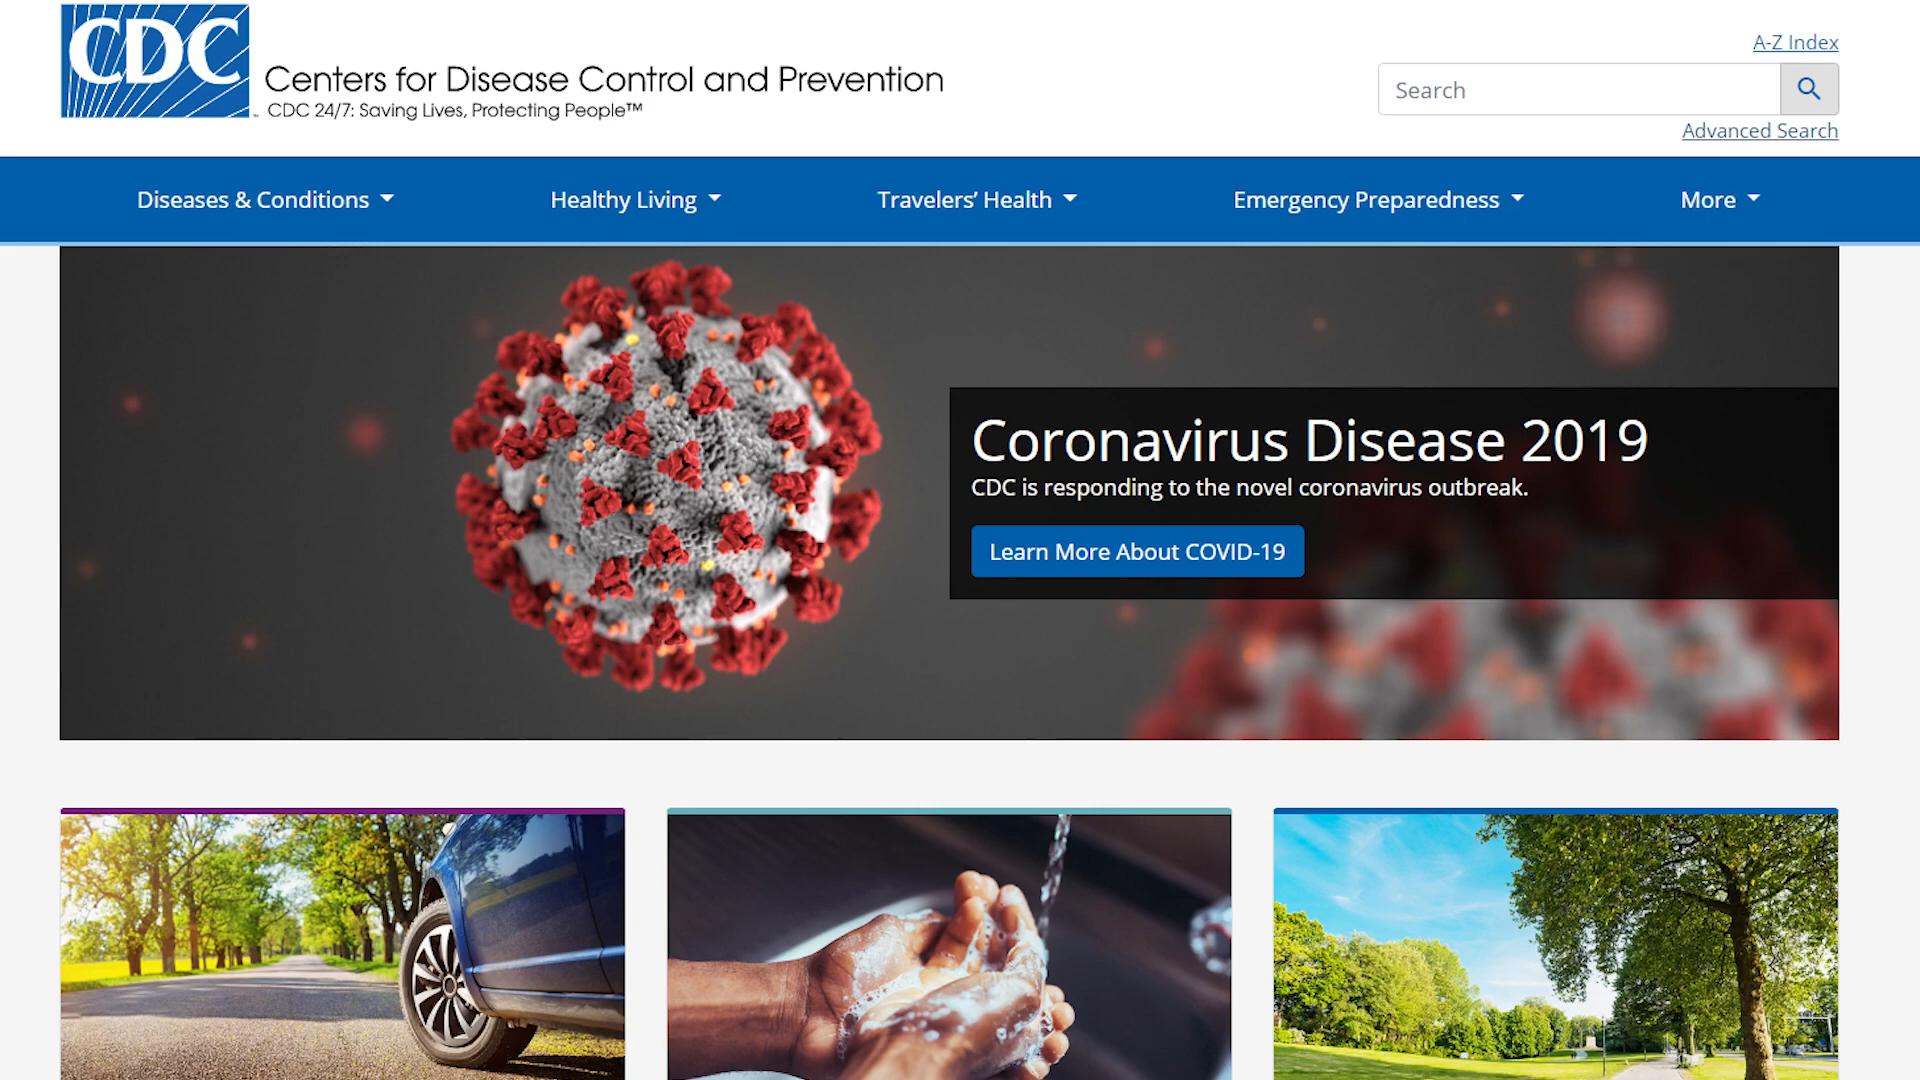 CDC
Centers for Disease Control and Prevention
CDC 24/7: Saving Lives, Protecting People™
A-Z Index
Search
Advanced Search
Diseases & Conditions
Healthy Living
Travelers’ Health
Emergency Preparedness
More
Coronavirus Disease 2019
CDC is responding to the novel coronavirus outbreak.
Learn More About COVID-19